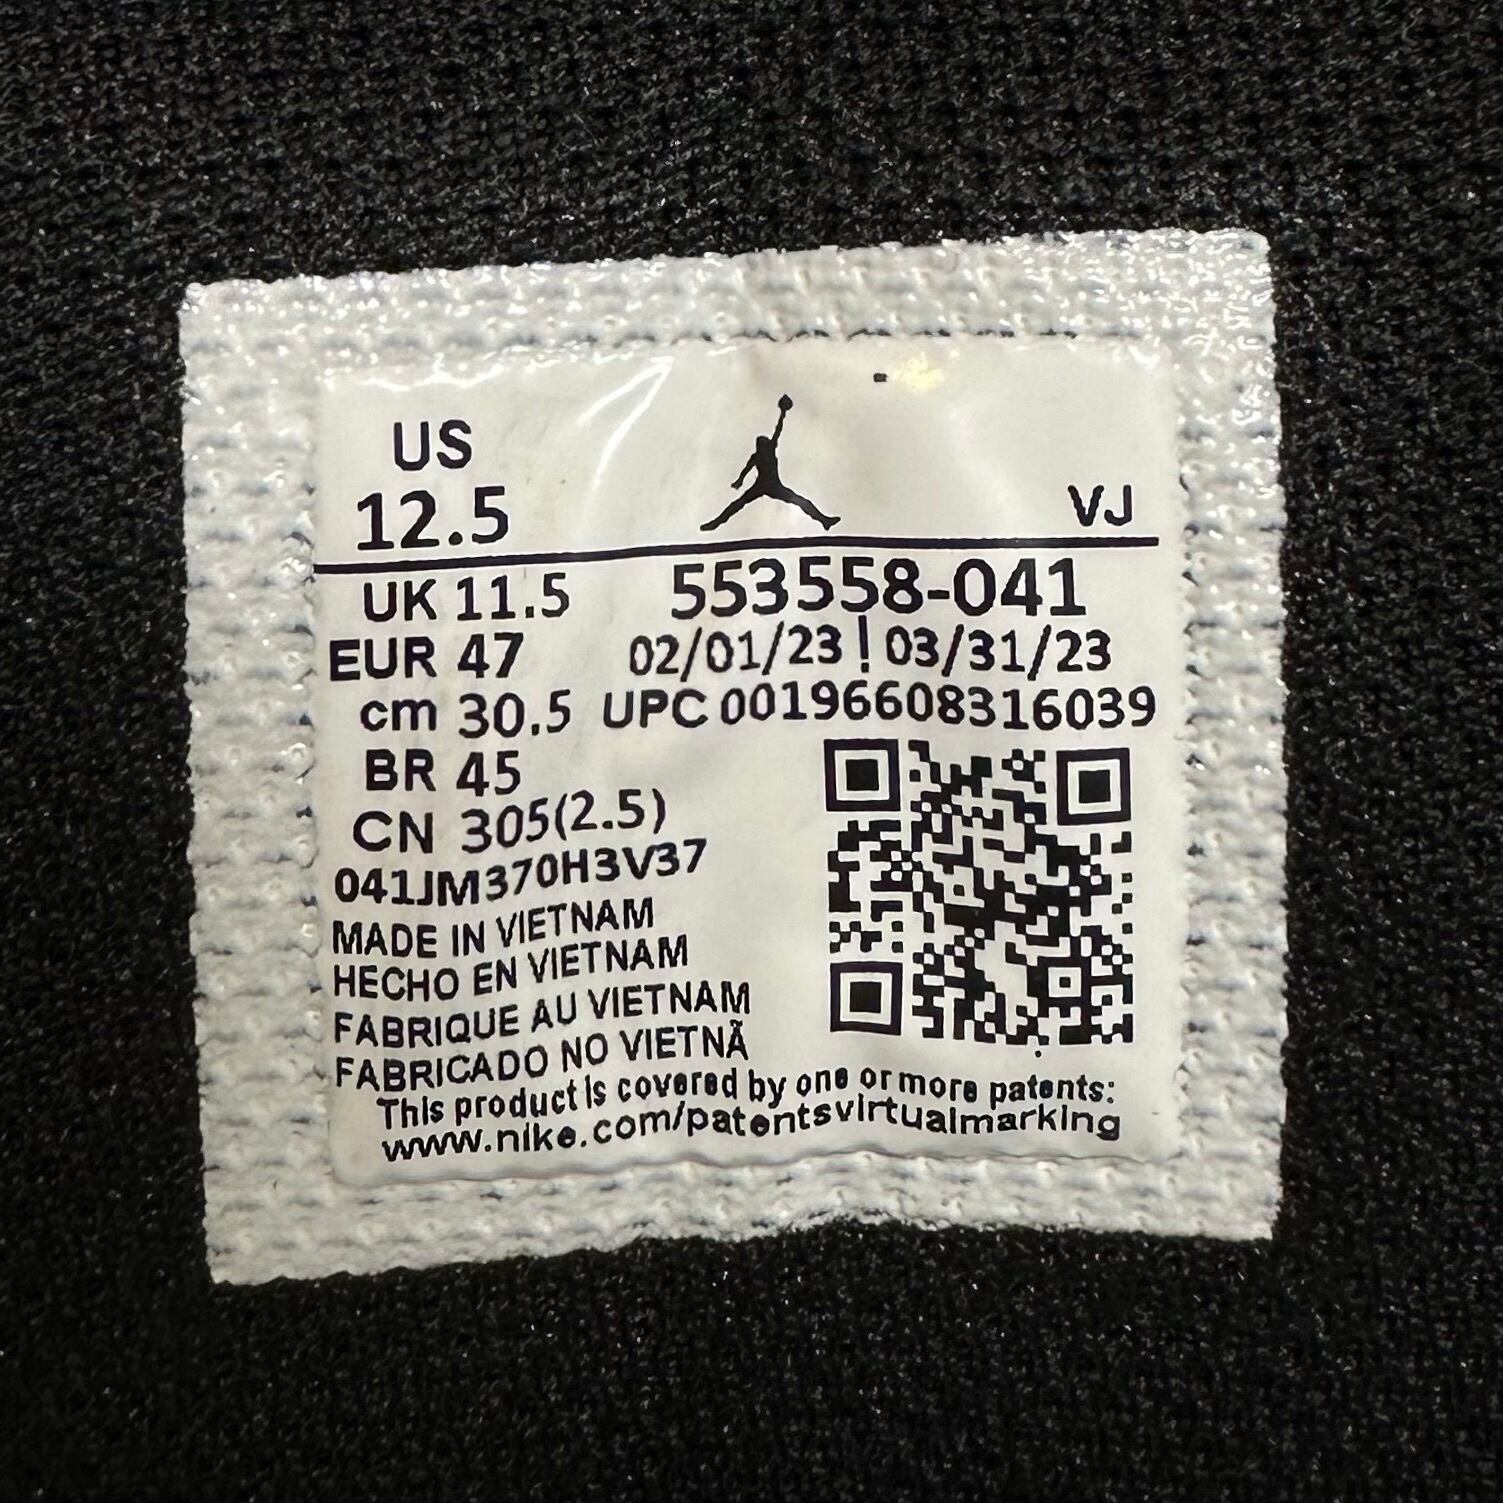 US
12.5
VJ
UK 11.5
553558-041
EUR 47
02/01/23 | 03/31/23
cm 30.5
UPC 00196608316039
BR 45
CN 305(2.5)
041JM370H3V37
MADE IN VIETNAM
HECHO EN VIETNAM
FABRIQUE AU VIETNAM
FABRICADO NO VIETNÃ
This product is covered by one or more patents:
www.nike.com/patentsvirtualmarking